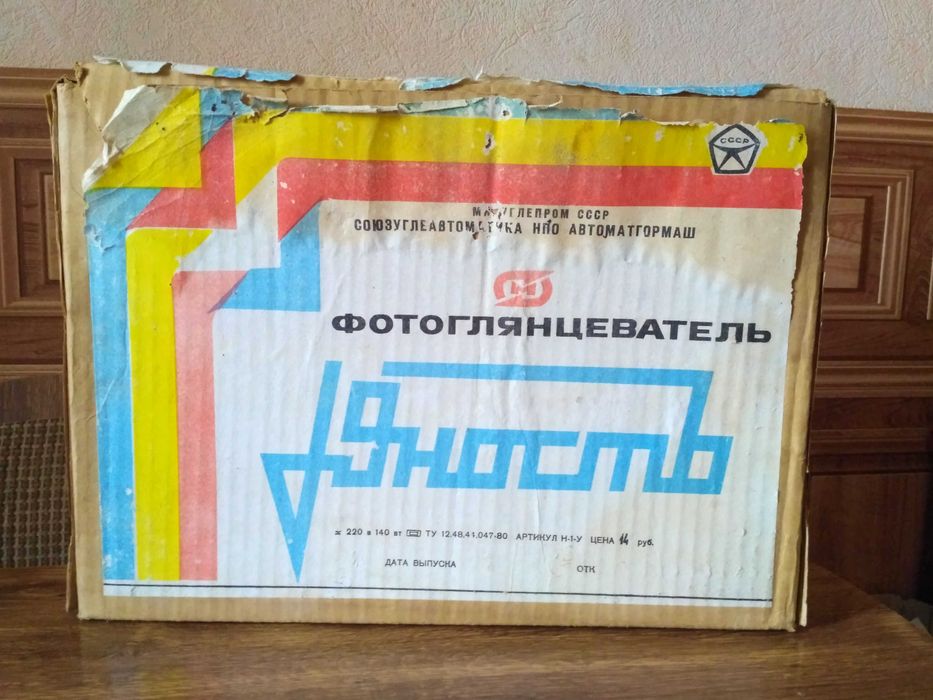 СССР
МИНУГЛЕПРОМ СССР
СОЮЗУГЛЕАВТОМАТИКА НПО АВТОМАТГОРМАШ
ФОТОГЛЯНЦЕВАТЕЛЬ
Юность
≂ 220 в 140 вт ТУ 12.48.41.047-80 АРТИКУЛ Н-1-У ЦЕНА 14 руб.
ДАТА ВЫПУСКА ОТК